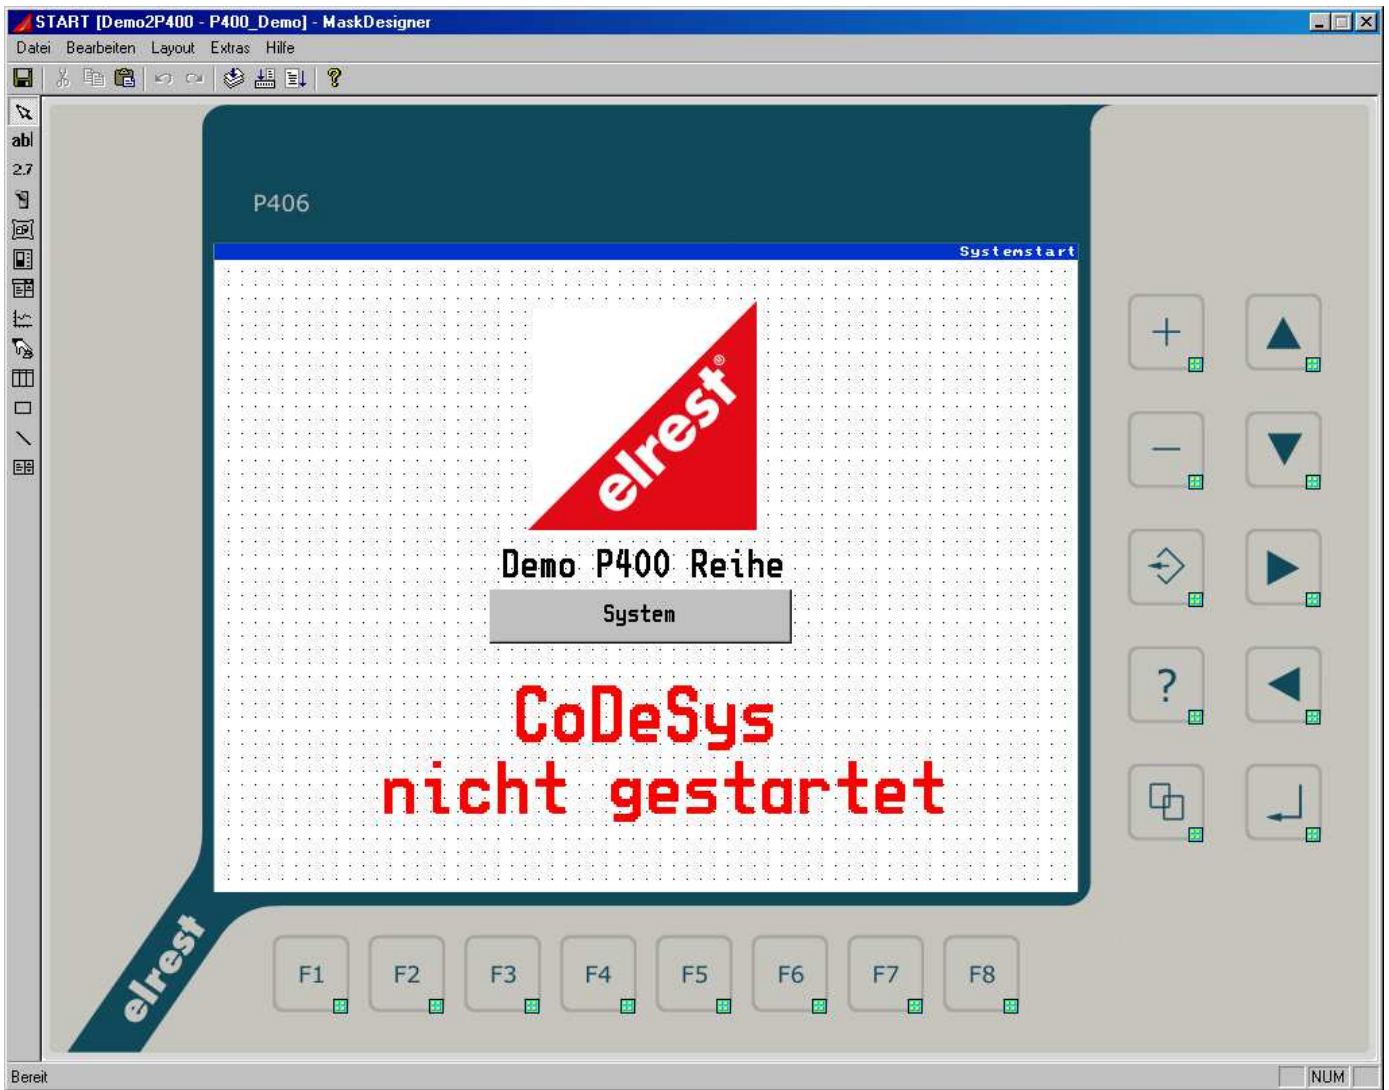 START [Demo2P400 - P400_Demo] - MaskDesigner
Datei Bearbeiten Layout Extras Hilfe
abl
2.7
P406
Systemstart
elrest®
Demo P400 Reihe
System
CoDeSys
nicht gestartet
?
elrest
F1 F2 F3 F4 F5 F6 F7 F8
Bereit NUM